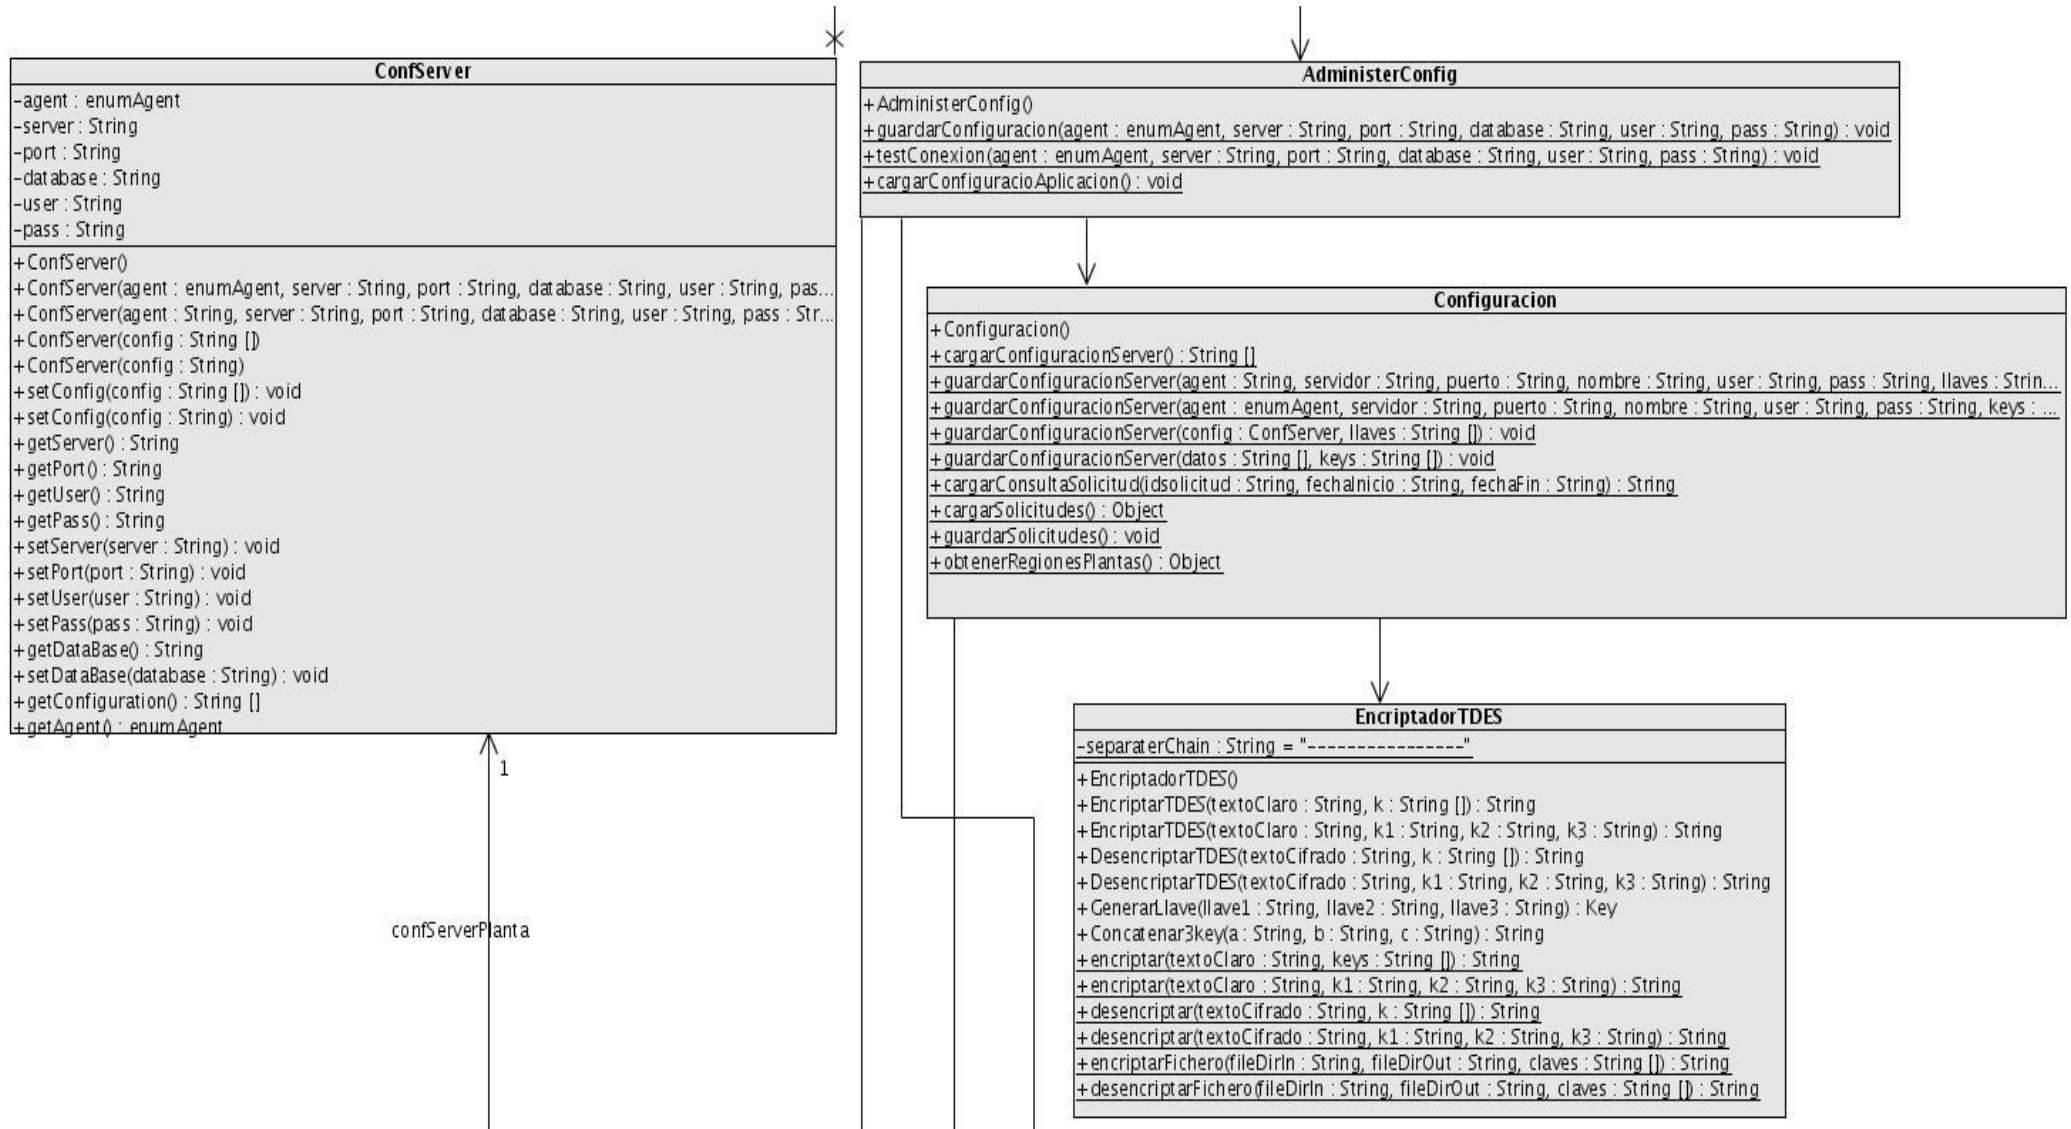 ConfServer
-agent : enumAgent
-server : String
-port : String
-database : String
-user : String
-pass : String
+ConfServer()
+ConfServer(agent : enumAgent, server : String, port : String, database : String, user : String, pas...
+ConfServer(agent : String, server : String, port : String, database : String, user : String, pass : Str...
+ConfServer(config : String [])
+ConfServer(config : String)
+setConfig(config : String []) : void
+setConfig(config : String) : void
+getServer() : String
+getPort() : String
+getUser() : String
+getPass() : String
+setServer(server : String) : void
+setPort(port : String) : void
+setUser(user : String) : void
+setPass(pass : String) : void
+getDataBase() : String
+setDataBase(database : String) : void
+getConfiguration() : String []
+getAgent() : enumAgent
1
confServerPlanta
AdministerConfig
+AdministerConfig()
+guardarConfiguracion(agent : enumAgent, server : String, port : String, database : String, user : String, pass : String) : void
+testConexion(agent : enumAgent, server : String, port : String, database : String, user : String, pass : String) : void
+cargarConfiguracioAplicacion() : void
Configuracion
+Configuracion()
+cargarConfiguracionServer() : String []
+guardarConfiguracionServer(agent : String, servidor : String, puerto : String, nombre : String, user : String, pass : String, llaves : Strin...
+guardarConfiguracionServer(agent : enumAgent, servidor : String, puerto : String, nombre : String, user : String, pass : String, keys : ...
+guardarConfiguracionServer(config : ConfServer, llaves : String []) : void
+guardarConfiguracionServer(datos : String [], keys : String []) : void
+cargarConsultaSolicitud(idsolicitud : String, fechaInicio : String, fechaFin : String) : String
+cargarSolicitudes() : Object
+guardarSolicitudes() : void
+obtenerRegionesPlantas() : Object
EncriptadorTDES
-separaterChain : String = "----------------"
+EncriptadorTDES()
+EncriptarTDES(textoClaro : String, k : String []) : String
+EncriptarTDES(textoClaro : String, k1 : String, k2 : String, k3 : String) : String
+DesencriptarTDES(textoCifrado : String, k : String []) : String
+DesencriptarTDES(textoCifrado : String, k1 : String, k2 : String, k3 : String) : String
+GenerarLlave(llave1 : String, llave2 : String, llave3 : String) : Key
+Concatenar3key(a : String, b : String, c : String) : String
+encriptar(textoClaro : String, keys : String []) : String
+encriptar(textoClaro : String, k1 : String, k2 : String, k3 : String) : String
+desencriptar(textoCifrado : String, k : String []) : String
+desencriptar(textoCifrado : String, k1 : String, k2 : String, k3 : String) : String
+encriptarFichero(fileDirIn : String, fileDirOut : String, claves : String []) : String
+desencriptarFichero(fileDirIn : String, fileDirOut : String, claves : String []) : String